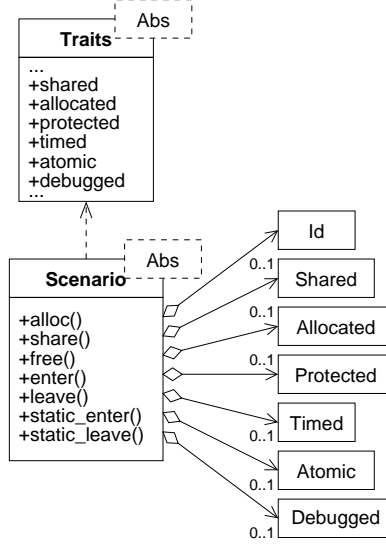 Abs
Traits
...
+shared
+allocated
+protected
+timed
+atomic
+debugged
...
Abs
Scenario
+alloc()
+share()
+free()
+enter()
+leave()
+static_enter()
+static_leave()
Id
0..1
Shared
0..1
Allocated
0..1
Protected
Timed
0..1
Atomic
0..1
Debugged
0..1